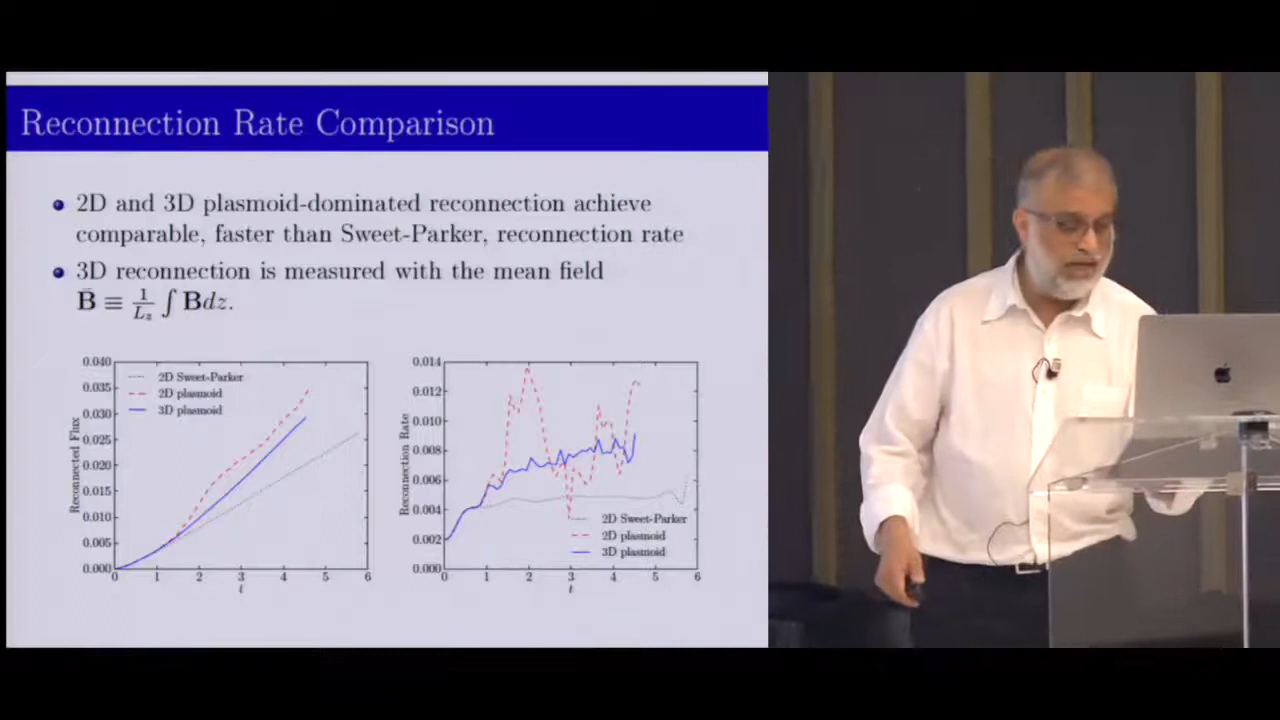 Reconnection Rate Comparison
2D and 3D plasmoid-dominated reconnection achieve
comparable, faster than Sweet-Parker, reconnection rate
3D reconnection is measured with the mean field
B̄ ≡ 1/L_z ∫ Bdz.
0.040
0.035
0.030
0.025
0.020
0.015
0.010
0.005
0.000
Reconnected Flux
2D Sweet-Parker
2D plasmoid
3D plasmoid
0 1 2 3 4 5 6
t
0.014
0.012
0.010
0.008
0.006
0.004
0.002
0.000
Reconnection Rate
2D Sweet-Parker
2D plasmoid
3D plasmoid
0 1 2 3 4 5 6
t